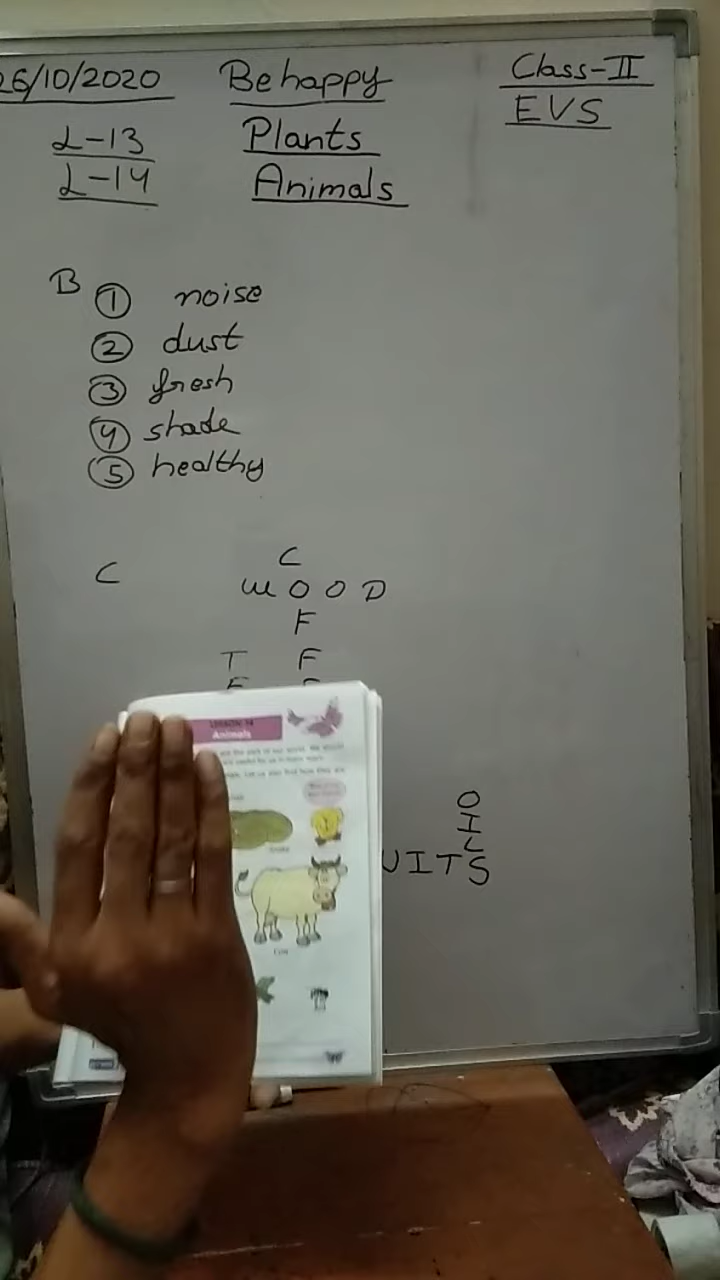 26/10/2020 Be happy Class-II
EVS
L-13 Plants
L-14 Animals
B ① noise
② dust
③ fresh
④ shade
⑤ healthy
C
C
WOOD
F
T F
O
I
L
UITS
LESSON-14
Animals
Cow